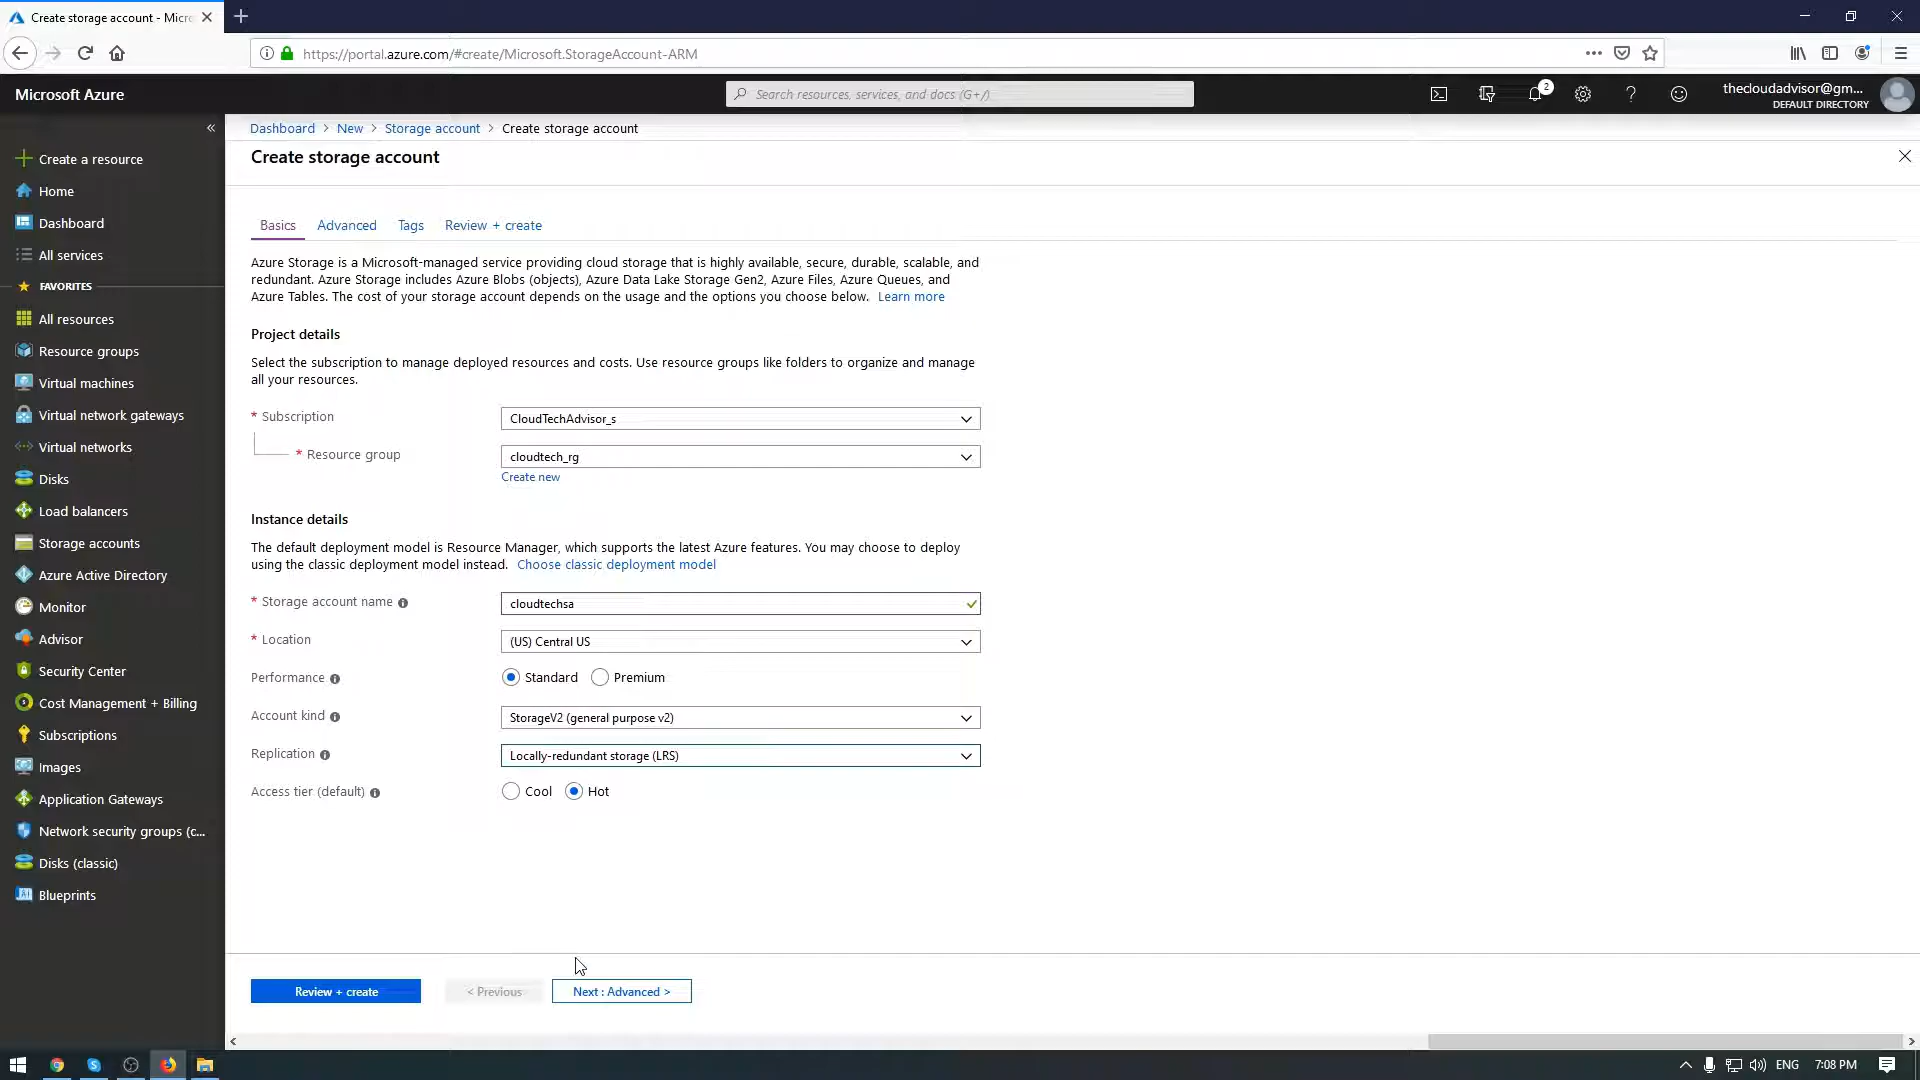 Create storage account - Micro
https://portal.azure.com/#create/Microsoft.StorageAccount-ARM
Microsoft Azure
Search resources, services, and docs (G+/)
2
thecloudadvisor@gm...
DEFAULT DIRECTORY
Create a resource
Home
Dashboard
All services
FAVORITES
All resources
Resource groups
Virtual machines
Virtual network gateways
Virtual networks
Disks
Load balancers
Storage accounts
Azure Active Directory
Monitor
Advisor
Security Center
Cost Management + Billing
Subscriptions
Images
Application Gateways
Network security groups (c...
Disks (classic)
Blueprints
Dashboard > New > Storage account > Create storage account
Create storage account
Basics Advanced Tags Review + create
Azure Storage is a Microsoft-managed service providing cloud storage that is highly available, secure, durable, scalable, and
redundant. Azure Storage includes Azure Blobs (objects), Azure Data Lake Storage Gen2, Azure Files, Azure Queues, and
Azure Tables. The cost of your storage account depends on the usage and the options you choose below. Learn more
Project details
Select the subscription to manage deployed resources and costs. Use resource groups like folders to organize and manage
all your resources.
* Subscription CloudTechAdvisor_s
* Resource group cloudtech_rg
Create new
Instance details
The default deployment model is Resource Manager, which supports the latest Azure features. You may choose to deploy
using the classic deployment model instead. Choose classic deployment model
* Storage account name cloudtechsa
* Location (US) Central US
Performance Standard Premium
Account kind StorageV2 (general purpose v2)
Replication Locally-redundant storage (LRS)
Access tier (default) Cool Hot
Review + create < Previous Next : Advanced >
ENG 7:08 PM